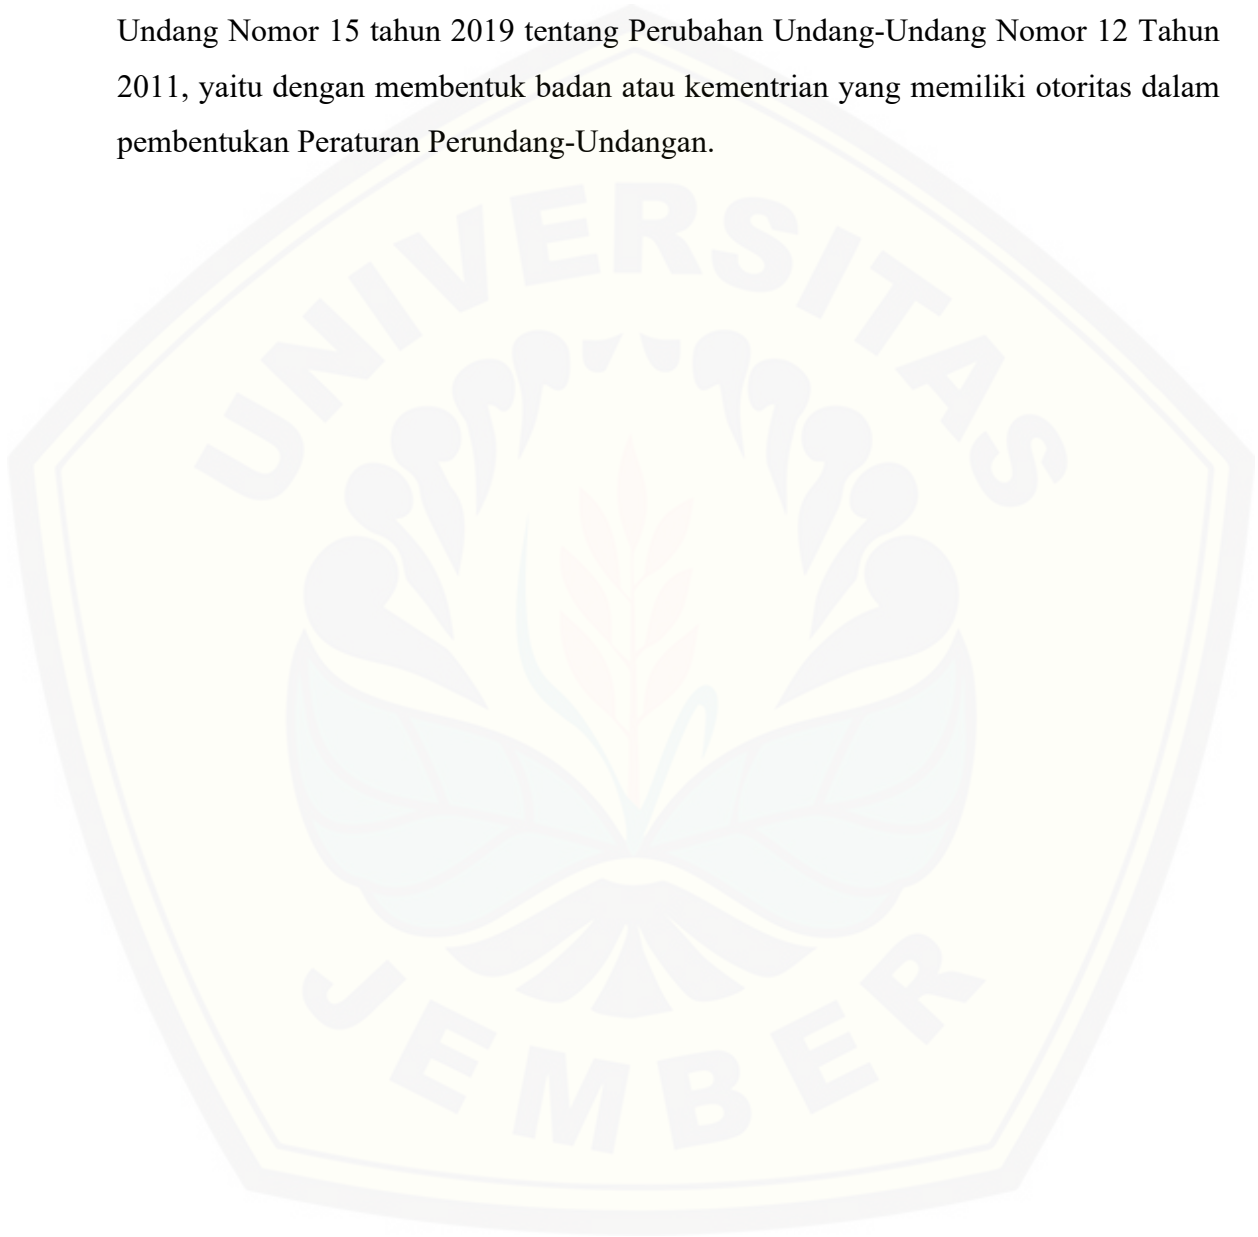 Undang Nomor 15 tahun 2019 tentang Perubahan Undang-Undang Nomor 12 Tahun
2011, yaitu dengan membentuk badan atau kementrian yang memiliki otoritas dalam
pembentukan Peraturan Perundang-Undangan.
UNIVERSITAS
JEMBER